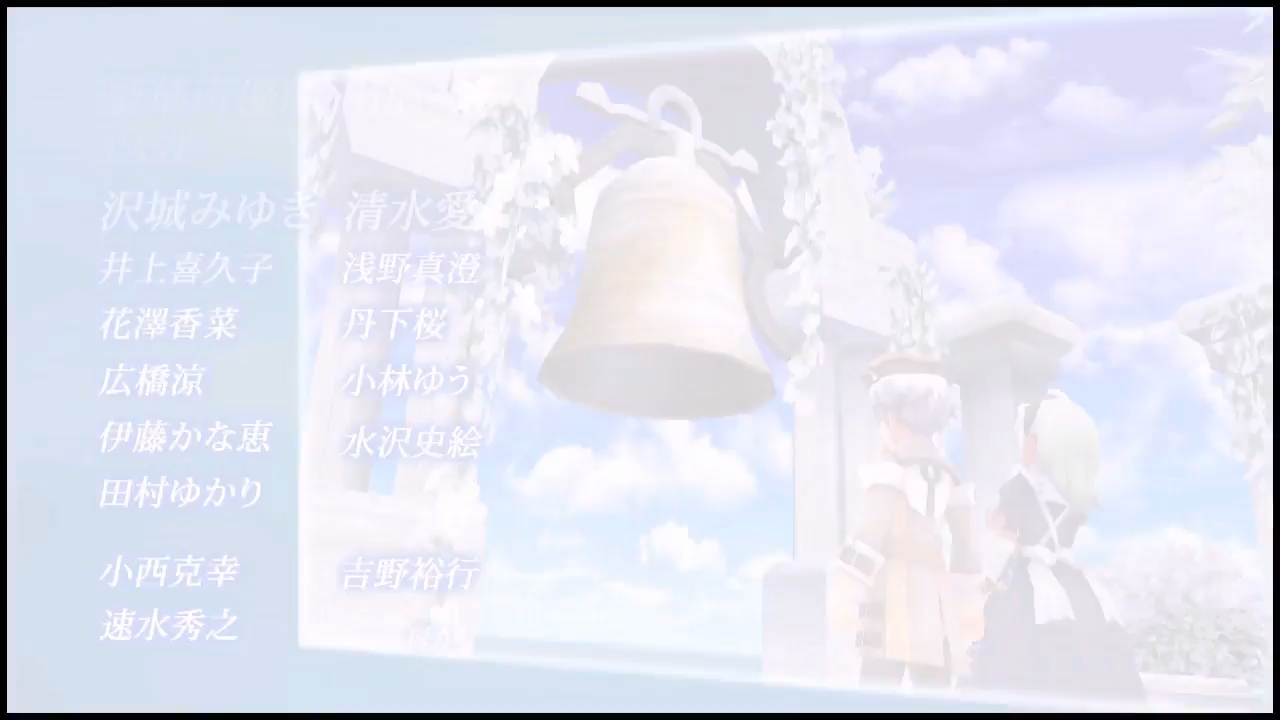 沢城みゆき 清水愛
井上喜久子 浅野真澄
花澤香菜 丹下桜
広橋涼 小林ゆう
伊藤かな恵 水沢史絵
田村ゆかり
小西克幸 吉野裕行
速水秀之